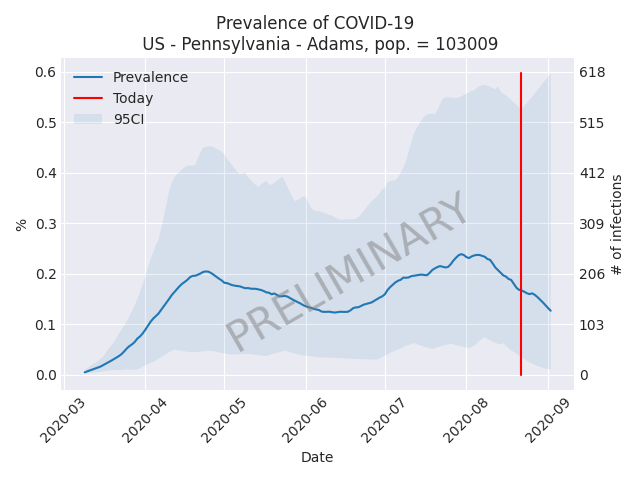 Prevalence of COVID-19
US - Pennsylvania - Adams, pop. = 103009
Prevalence
Today
95CI
0.6
0.5
0.4
0.3
0.2
0.1
0.0
%
618
515
412
309
206
103
0
# of infections
PRELIMINARY
2020-03
2020-04
2020-05
2020-06
2020-07
2020-08
2020-09
Date